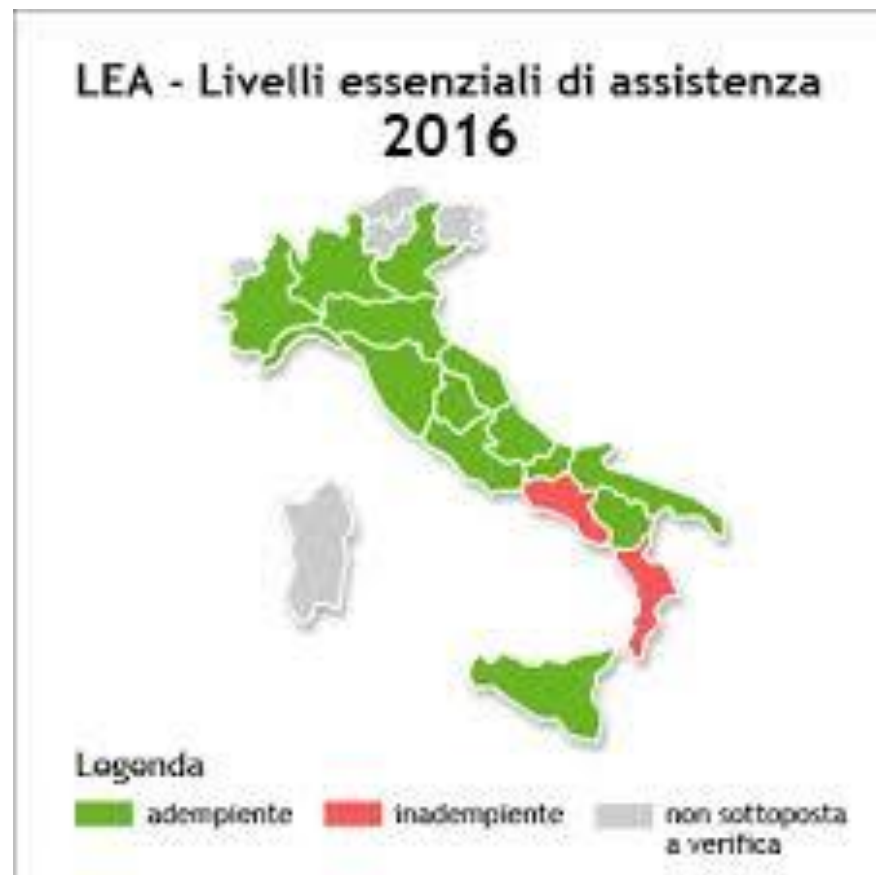 LEA - Livelli essenziali di assistenza
2016
Legenda
adempiente
inadempiente
non sottoposta
a verifica